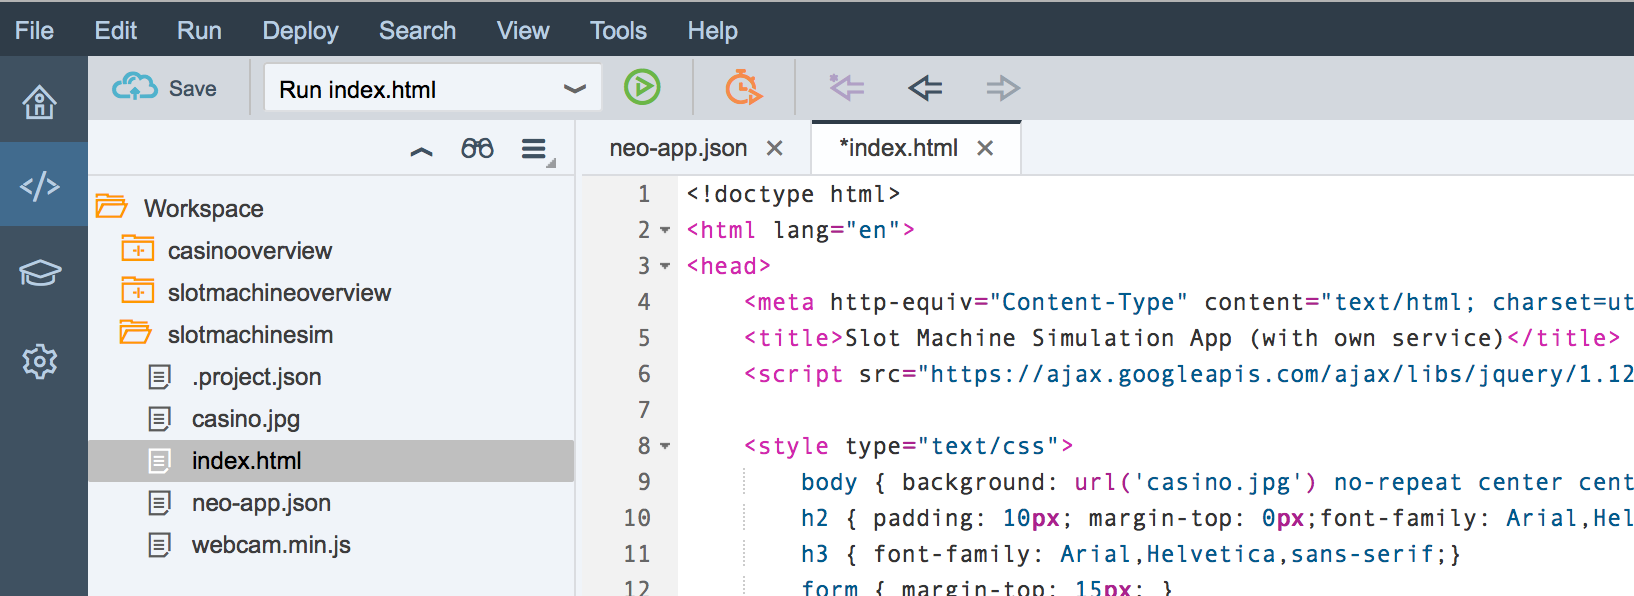 File Edit Run Deploy Search View Tools Help
Save Run index.html
neo-app.json *index.html
Workspace
casinooverview
slotmachineoverview
slotmachinesim
.project.json
casino.jpg
index.html
neo-app.json
webcam.min.js
1 <!doctype html>
2 <html lang="en">
3 <head>
4 <meta http-equiv="Content-Type" content="text/html; charset=ut
5 <title>Slot Machine Simulation App (with own service)</title>
6 <script src="https://ajax.googleapis.com/ajax/libs/jquery/1.12
7
8 <style type="text/css">
9 body { background: url('casino.jpg') no-repeat center cent
10 h2 { padding: 10px; margin-top: 0px;font-family: Arial,Hel
11 h3 { font-family: Arial,Helvetica,sans-serif;}
12 form { margin-top: 15px; }